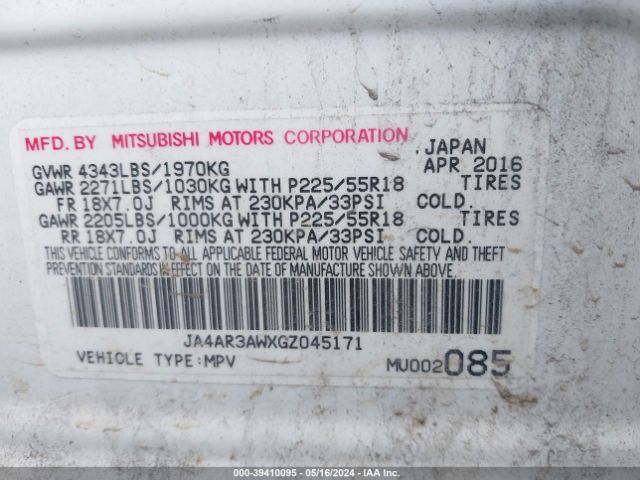 MFD. BY MITSUBISHI MOTORS CORPORATION
JAPAN
GVWR 4343LBS/1970KG APR 2016
GAWR 2271LBS/1030KG WITH P225/55R18 TIRES
FR 18X7.0J RIMS AT 230KPA/33PSI COLD.
GAWR 2205LBS/1000KG WITH P225/55R18 TIRES
RR 18X7.0J RIMS AT 230KPA/33PSI COLD.
THIS VEHICLE CONFORMS TO ALL APPLICABLE FEDERAL MOTOR VEHICLE SAFETY AND THEFT
PREVENTION STANDARDS IN EFFECT ON THE DATE OF MANUFACTURE SHOWN ABOVE.
JA4AR3AWXGZ045171
VEHICLE TYPE:MPV MU002085
000-39410095 - 05/16/2024 - IAA Inc.